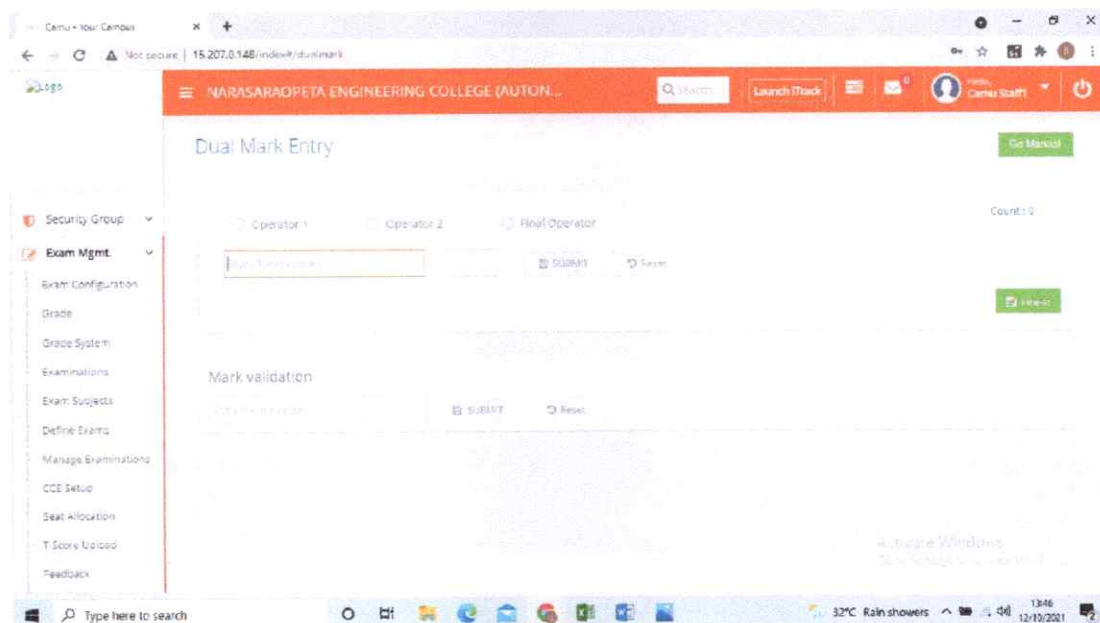 Camu - Your Campus
Not secure | 15.207.0.148/index#/dualmark
Logo
NARASARAOPETA ENGINEERING COLLEGE (AUTON...
Search
Launch ITrack
0
Hello,
Camu Staff1
Dual Mark Entry
Go Manual
Security Group
Exam Mgmt.
Exam Configuration
Grade
Grade System
Examinations
Exam Subjects
Define Exams
Manage Examinations
CCE Setup
Seat Allocation
T-Score Upload
Feedback
Count : 0
Operator 1
Operator 2
Final Operator
SUBMIT
Reset
Mark validation
SUBMIT
Reset
Activate Windows
Type here to search
32°C Rain showers
13:46
12/10/2021
2